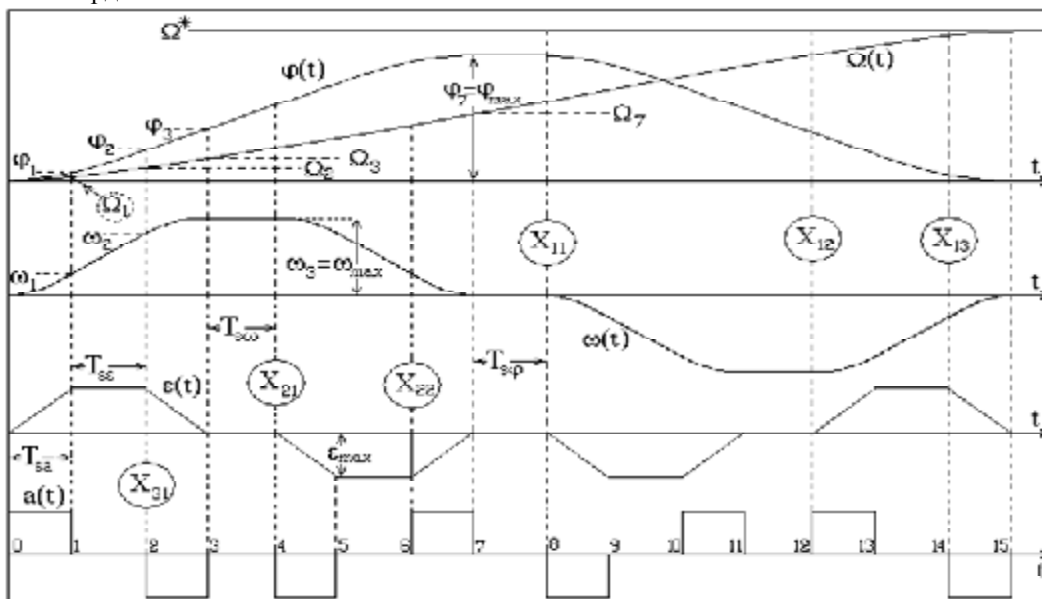 Ω*
φ(t)
Ω(t)
φ₇=φmax
Ω₇
φ₃
φ₂
φ₁
Ω₃
Ω₂
Ω₁
t
ω₂
ω₁
ω₃=ωmax
X₁₁
X₁₂
X₁₃
t
Tsω
Tsφ
ω(t)
Tsε
ε(t)
X₂₁
X₂₂
t
Tsa
εmax
X₃₁
a(t)
0 1 2 3 4 5 6 7 8 9 10 11 12 13 14 15